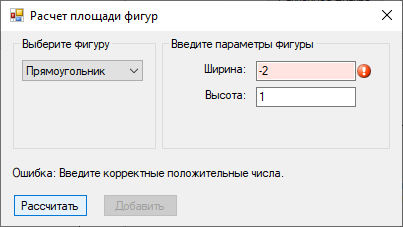 Расчет площади фигур
Выберите фигуру
Прямоугольник
Введите параметры фигуры
Ширина: -2
Высота: 1
Ошибка: Введите корректные положительные числа.
Рассчитать Добавить